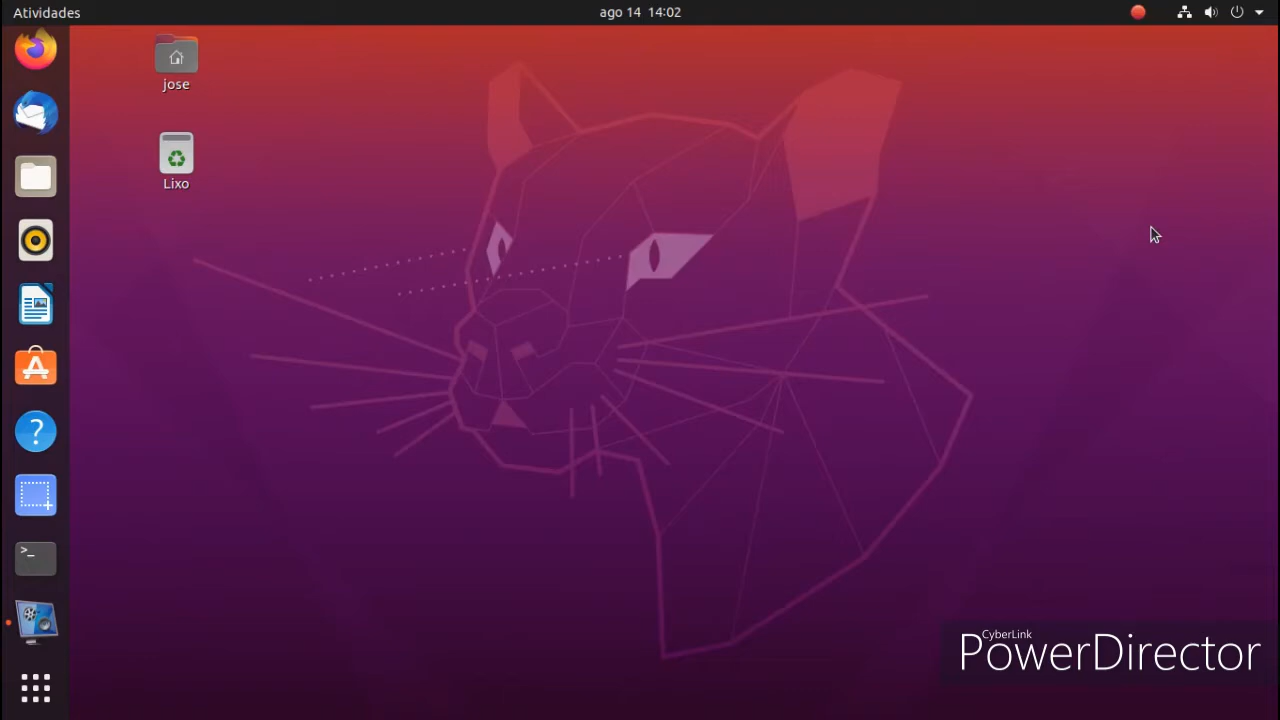 Atividades
ago 14 14:02
jose
Lixo
>_
CyberLink
PowerDirector